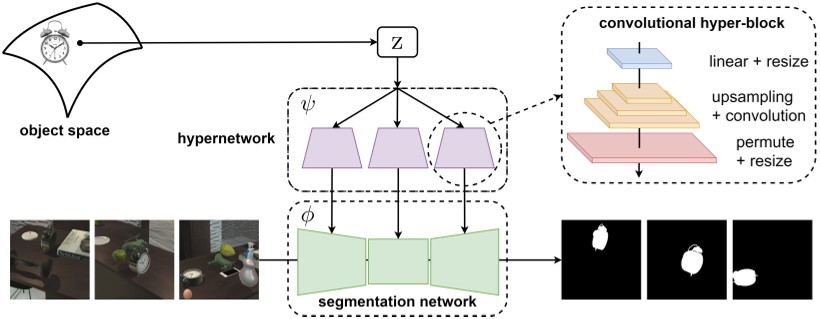 convolutional hyper-block
z
linear + resize
ψ
upsampling
+ convolution
object space
hypernetwork
permute
+ resize
ϕ
segmentation network